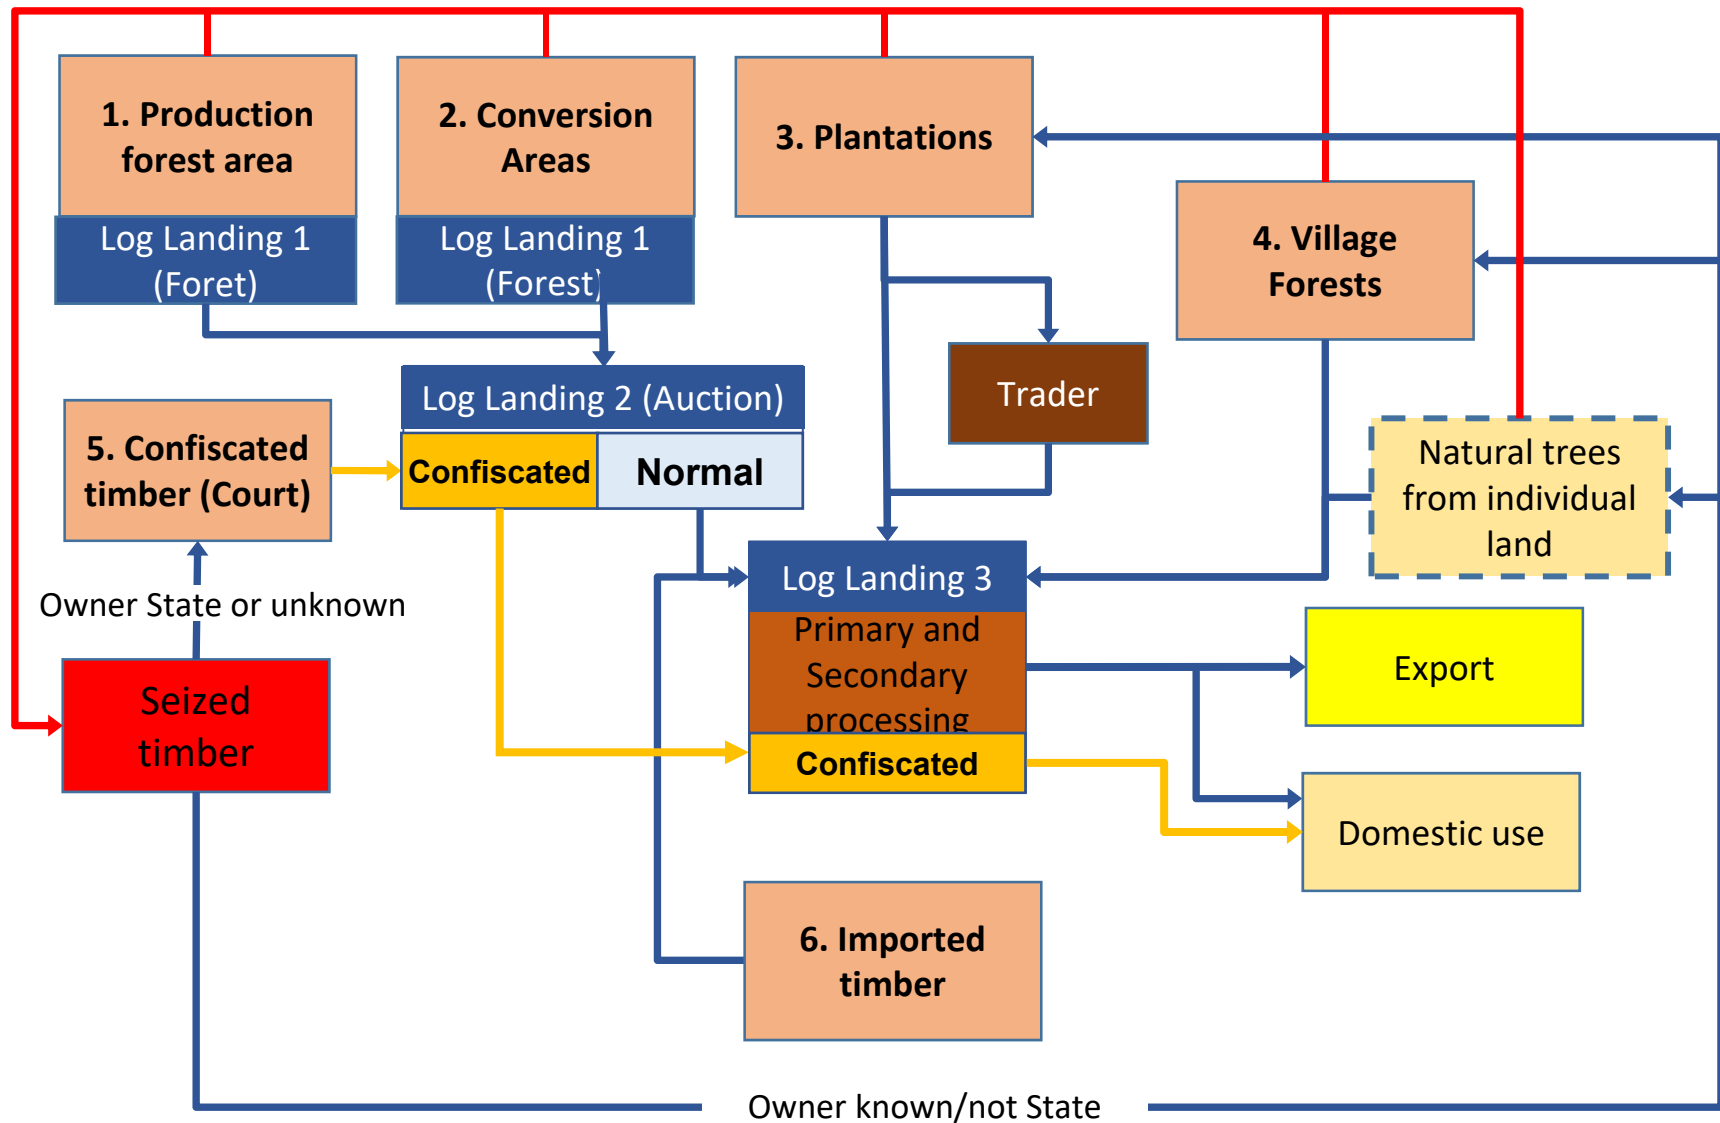 1. Production
forest area
2. Conversion
Areas
3. Plantations
4. Village
Forests
Log Landing 1
(Foret)
Log Landing 1
(Forest)
Trader
Log Landing 2 (Auction)
Confiscated
Normal
5. Confiscated
timber (Court)
Natural trees
from individual
land
Log Landing 3
Owner State or unknown
Primary and
Secondary
processing
Export
Seized
timber
Confiscated
Domestic use
6. Imported
timber
Owner known/not State